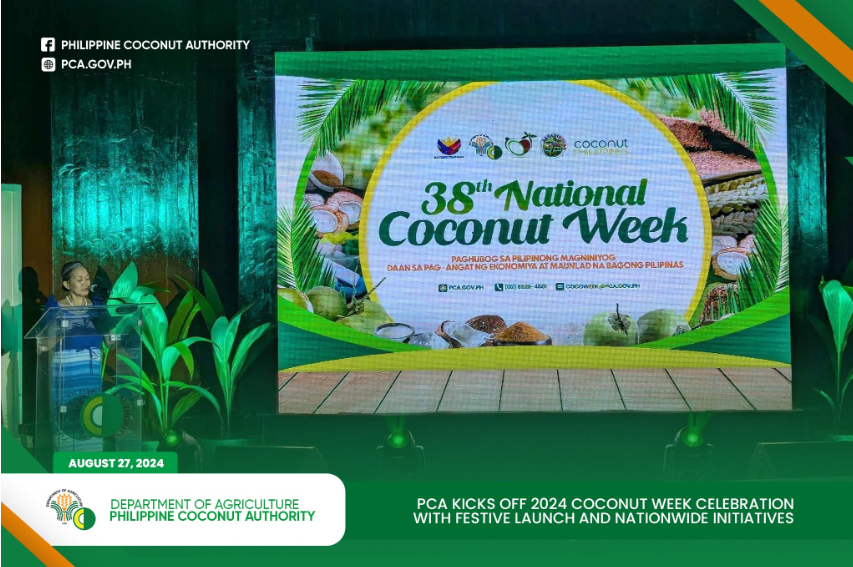 PHILIPPINE COCONUT AUTHORITY
PCA.GOV.PH
coconut
PHILIPPINES
38th National
Coconut Week
PAGHUBOG SA PILIPINONG MAGNINIYOG
DAAN SA PAG-ANGAT NG EKONOMIYA AT MAUNLAD NA BAGONG PILIPINAS
PCA.GOV.PH
COCOWEEK@PCA.GOV.PH
AUGUST 27, 2024
DEPARTMENT OF AGRICULTURE
PHILIPPINE COCONUT AUTHORITY
PCA KICKS OFF 2024 COCONUT WEEK CELEBRATION
WITH FESTIVE LAUNCH AND NATIONWIDE INITIATIVES